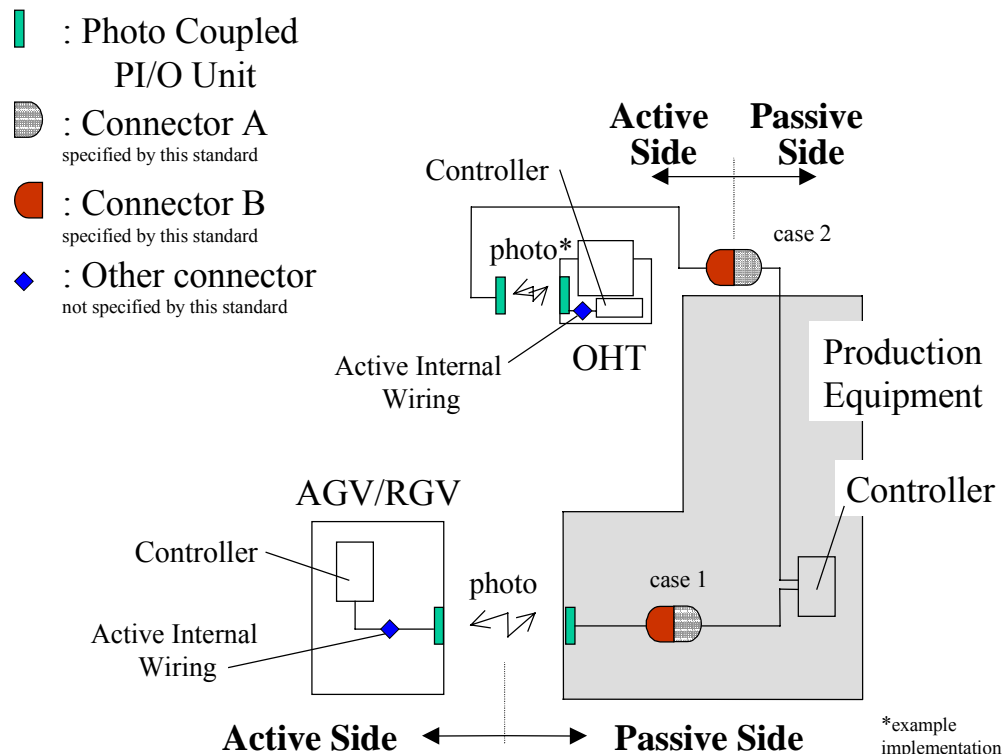 : Photo Coupled
PI/O Unit
: Connector A
specified by this standard
: Connector B
specified by this standard
: Other connector
not specified by this standard
Active
Side
Passive
Side
Controller
case 2
photo*
Active Internal
Wiring
OHT
Production
Equipment
Controller
AGV/RGV
Controller
photo
case 1
Active Internal
Wiring
Active Side
Passive Side
*example
implementation